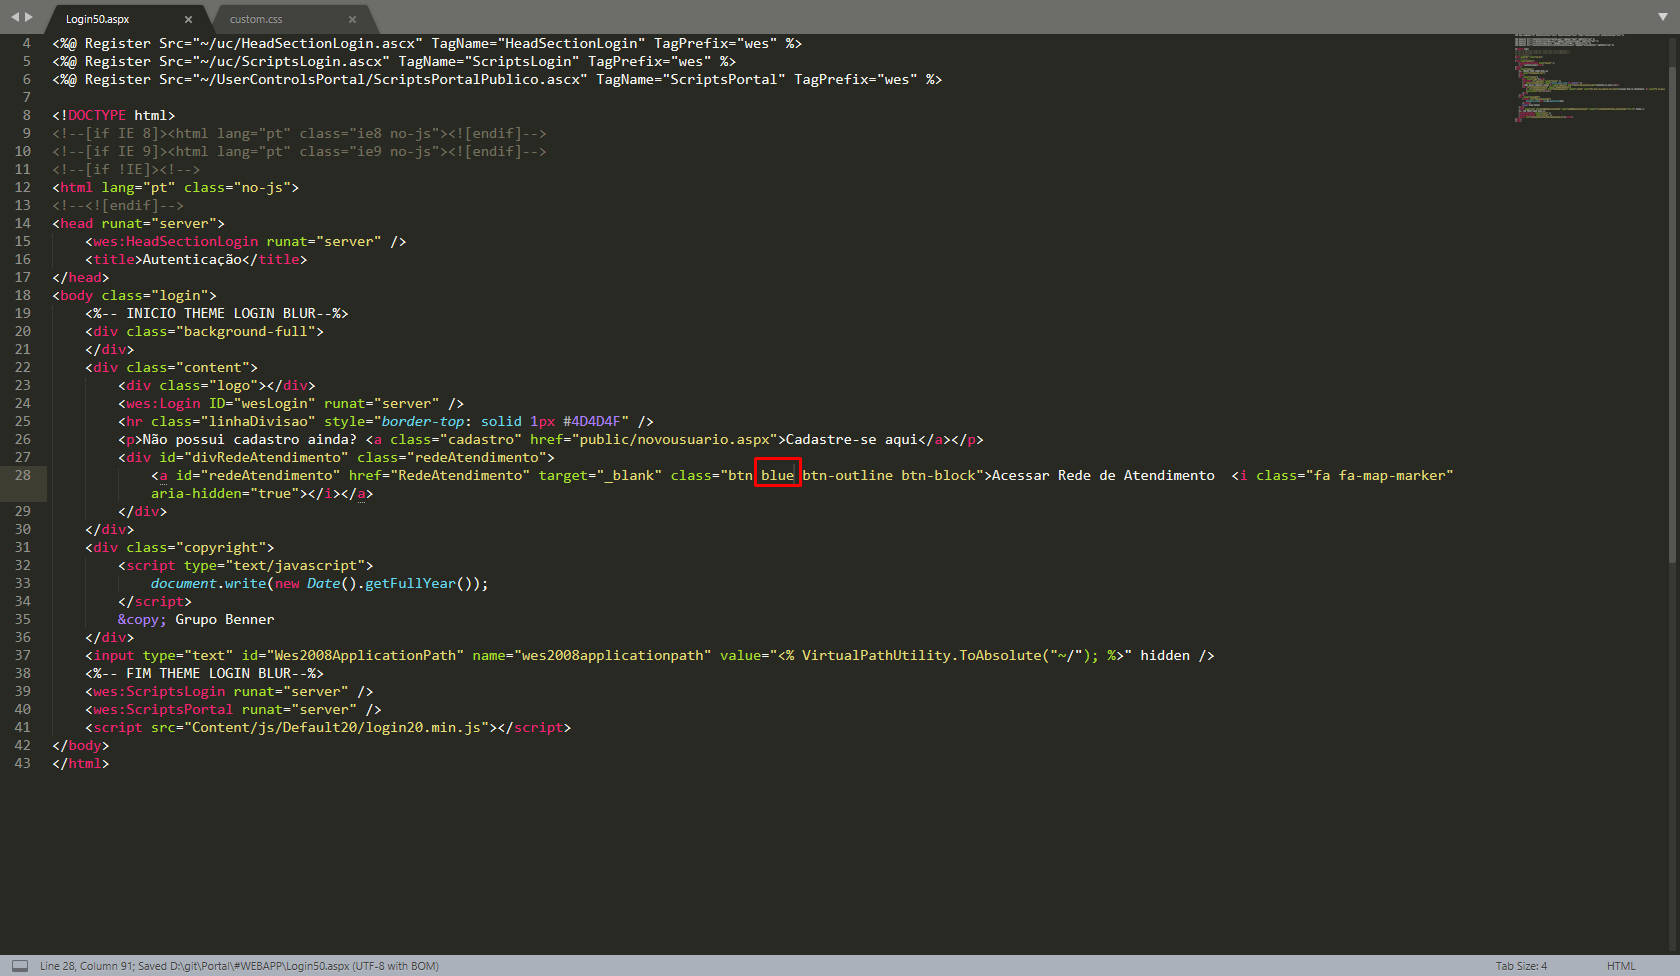 Login50.aspx × custom.css ×
4 <%@ Register Src="~/uc/HeadSectionLogin.ascx" TagName="HeadSectionLogin" TagPrefix="wes" %>
5 <%@ Register Src="~/uc/ScriptsLogin.ascx" TagName="ScriptsLogin" TagPrefix="wes" %>
6 <%@ Register Src="~/UserControlsPortal/ScriptsPortalPublico.ascx" TagName="ScriptsPortal" TagPrefix="wes" %>
7
8 <!DOCTYPE html>
9 <!--[if IE 8]><html lang="pt" class="ie8 no-js"><![endif]-->
10 <!--[if IE 9]><html lang="pt" class="ie9 no-js"><![endif]-->
11 <!--[if !IE]><!-->
12 <html lang="pt" class="no-js">
13 <!--<![endif]-->
14 <head runat="server">
15 <wes:HeadSectionLogin runat="server" />
16 <title>Autenticação</title>
17 </head>
18 <body class="login">
19 <%-- INICIO THEME LOGIN BLUR--%>
20 <div class="background-full">
21 </div>
22 <div class="content">
23 <div class="logo"></div>
24 <wes:Login ID="wesLogin" runat="server" />
25 <hr class="linhaDivisao" style="border-top: solid 1px #4D4D4F" />
26 <p>Não possui cadastro ainda? <a class="cadastro" href="public/novousuario.aspx">Cadastre-se aqui</a></p>
27 <div id="divRedeAtendimento" class="redeAtendimento">
28 <a id="redeAtendimento" href="RedeAtendimento" target="_blank" class="btn blue btn-outline btn-block">Acessar Rede de Atendimento <i class="fa fa-map-marker"
aria-hidden="true"></i></a>
29 </div>
30 </div>
31 <div class="copyright">
32 <script type="text/javascript">
33 document.write(new Date().getFullYear());
34 </script>
35 &copy; Grupo Benner
36 </div>
37 <input type="text" id="Wes2008ApplicationPath" name="wes2008applicationpath" value="<% VirtualPathUtility.ToAbsolute("~/"); %>" hidden />
38 <%-- FIM THEME LOGIN BLUR--%>
39 <wes:ScriptsLogin runat="server" />
40 <wes:ScriptsPortal runat="server" />
41 <script src="Content/js/Default20/login20.min.js"></script>
42 </body>
43 </html>
Line 28, Column 91; Saved D:\git\Portal\#WEBAPP\Login50.aspx (UTF-8 with BOM) Tab Size: 4 HTML